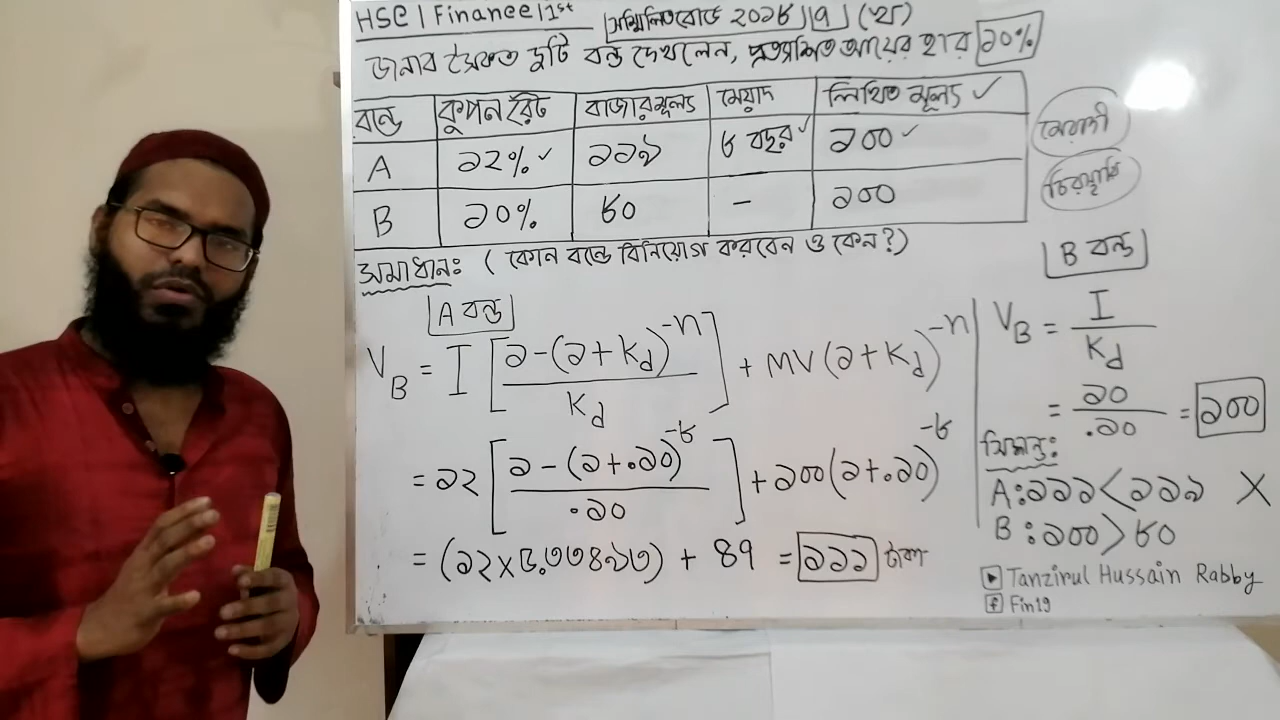 HSC | Finance | 1st সম্মিলিত বোর্ড ২০১৮ | ৭ | (খ)
জনাব সৈকত দুটি বন্ড দেখলেন, প্রত্যাশিত আয়ের হার ১০%
বন্ড কুপন রেট বাজারমূল্য মেয়াদ লিখিত মূল্য ✓
A ১২% ✓ ১১৯ ৮ বছর ✓ ১০০ ✓
B ১০% ৮০ – ১০০
মেয়াদী
চিরস্থায়ী
সমাধানঃ ( কোন বন্ডে বিনিয়োগ করবেন ও কেন? )
A বন্ড
V_B = I [ (১-(১+K_d)^-n) / K_d ] + MV(১+K_d)^-n
= ১২ [ (১-(১+.১০)^-৮) / .১০ ] + ১০০(১+.১০)^-৮
= (১২×৫.৩৩৪৯২৬) + ৪৭ = ১১১ টাকা
B বন্ড
V_B = I / K_d
= ১০ / .১০ = ১০০
সিদ্ধান্ত:
A : ১১১ < ১১৯ X
B : ১০০ > ৮০
Tanzirul Hussain Rabby
Fin19